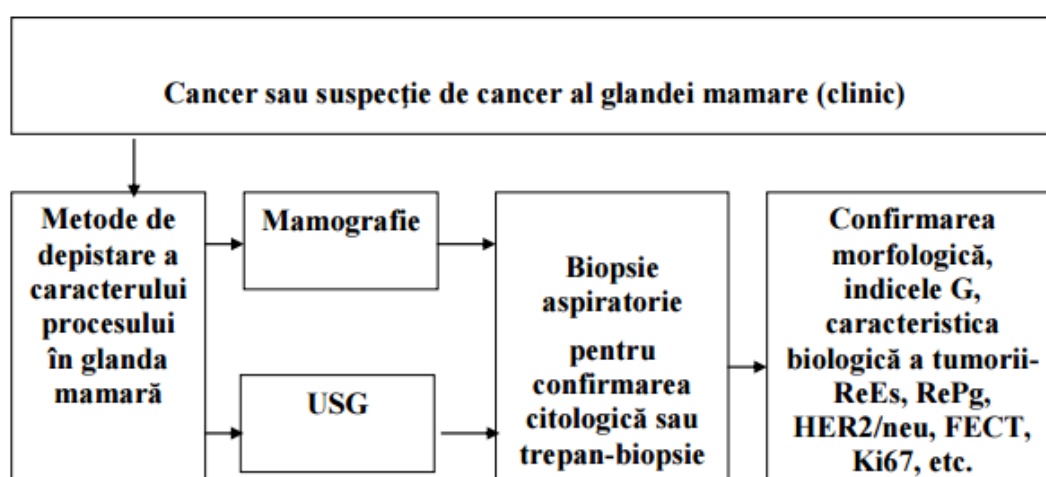 Cancer sau suspecție de cancer al glandei mamare (clinic)
Metode de
depistare a
caracterului
procesului
în glanda
mamară
Mamografie
USG
Biopsie
aspiratorie
pentru
confirmarea
citologică sau
trepan-biopsie
Confirmarea
morfologică,
indicele G,
caracteristica
biologică a tumorii-
ReEs, RePg,
HER2/neu, FECT,
Ki67, etc.